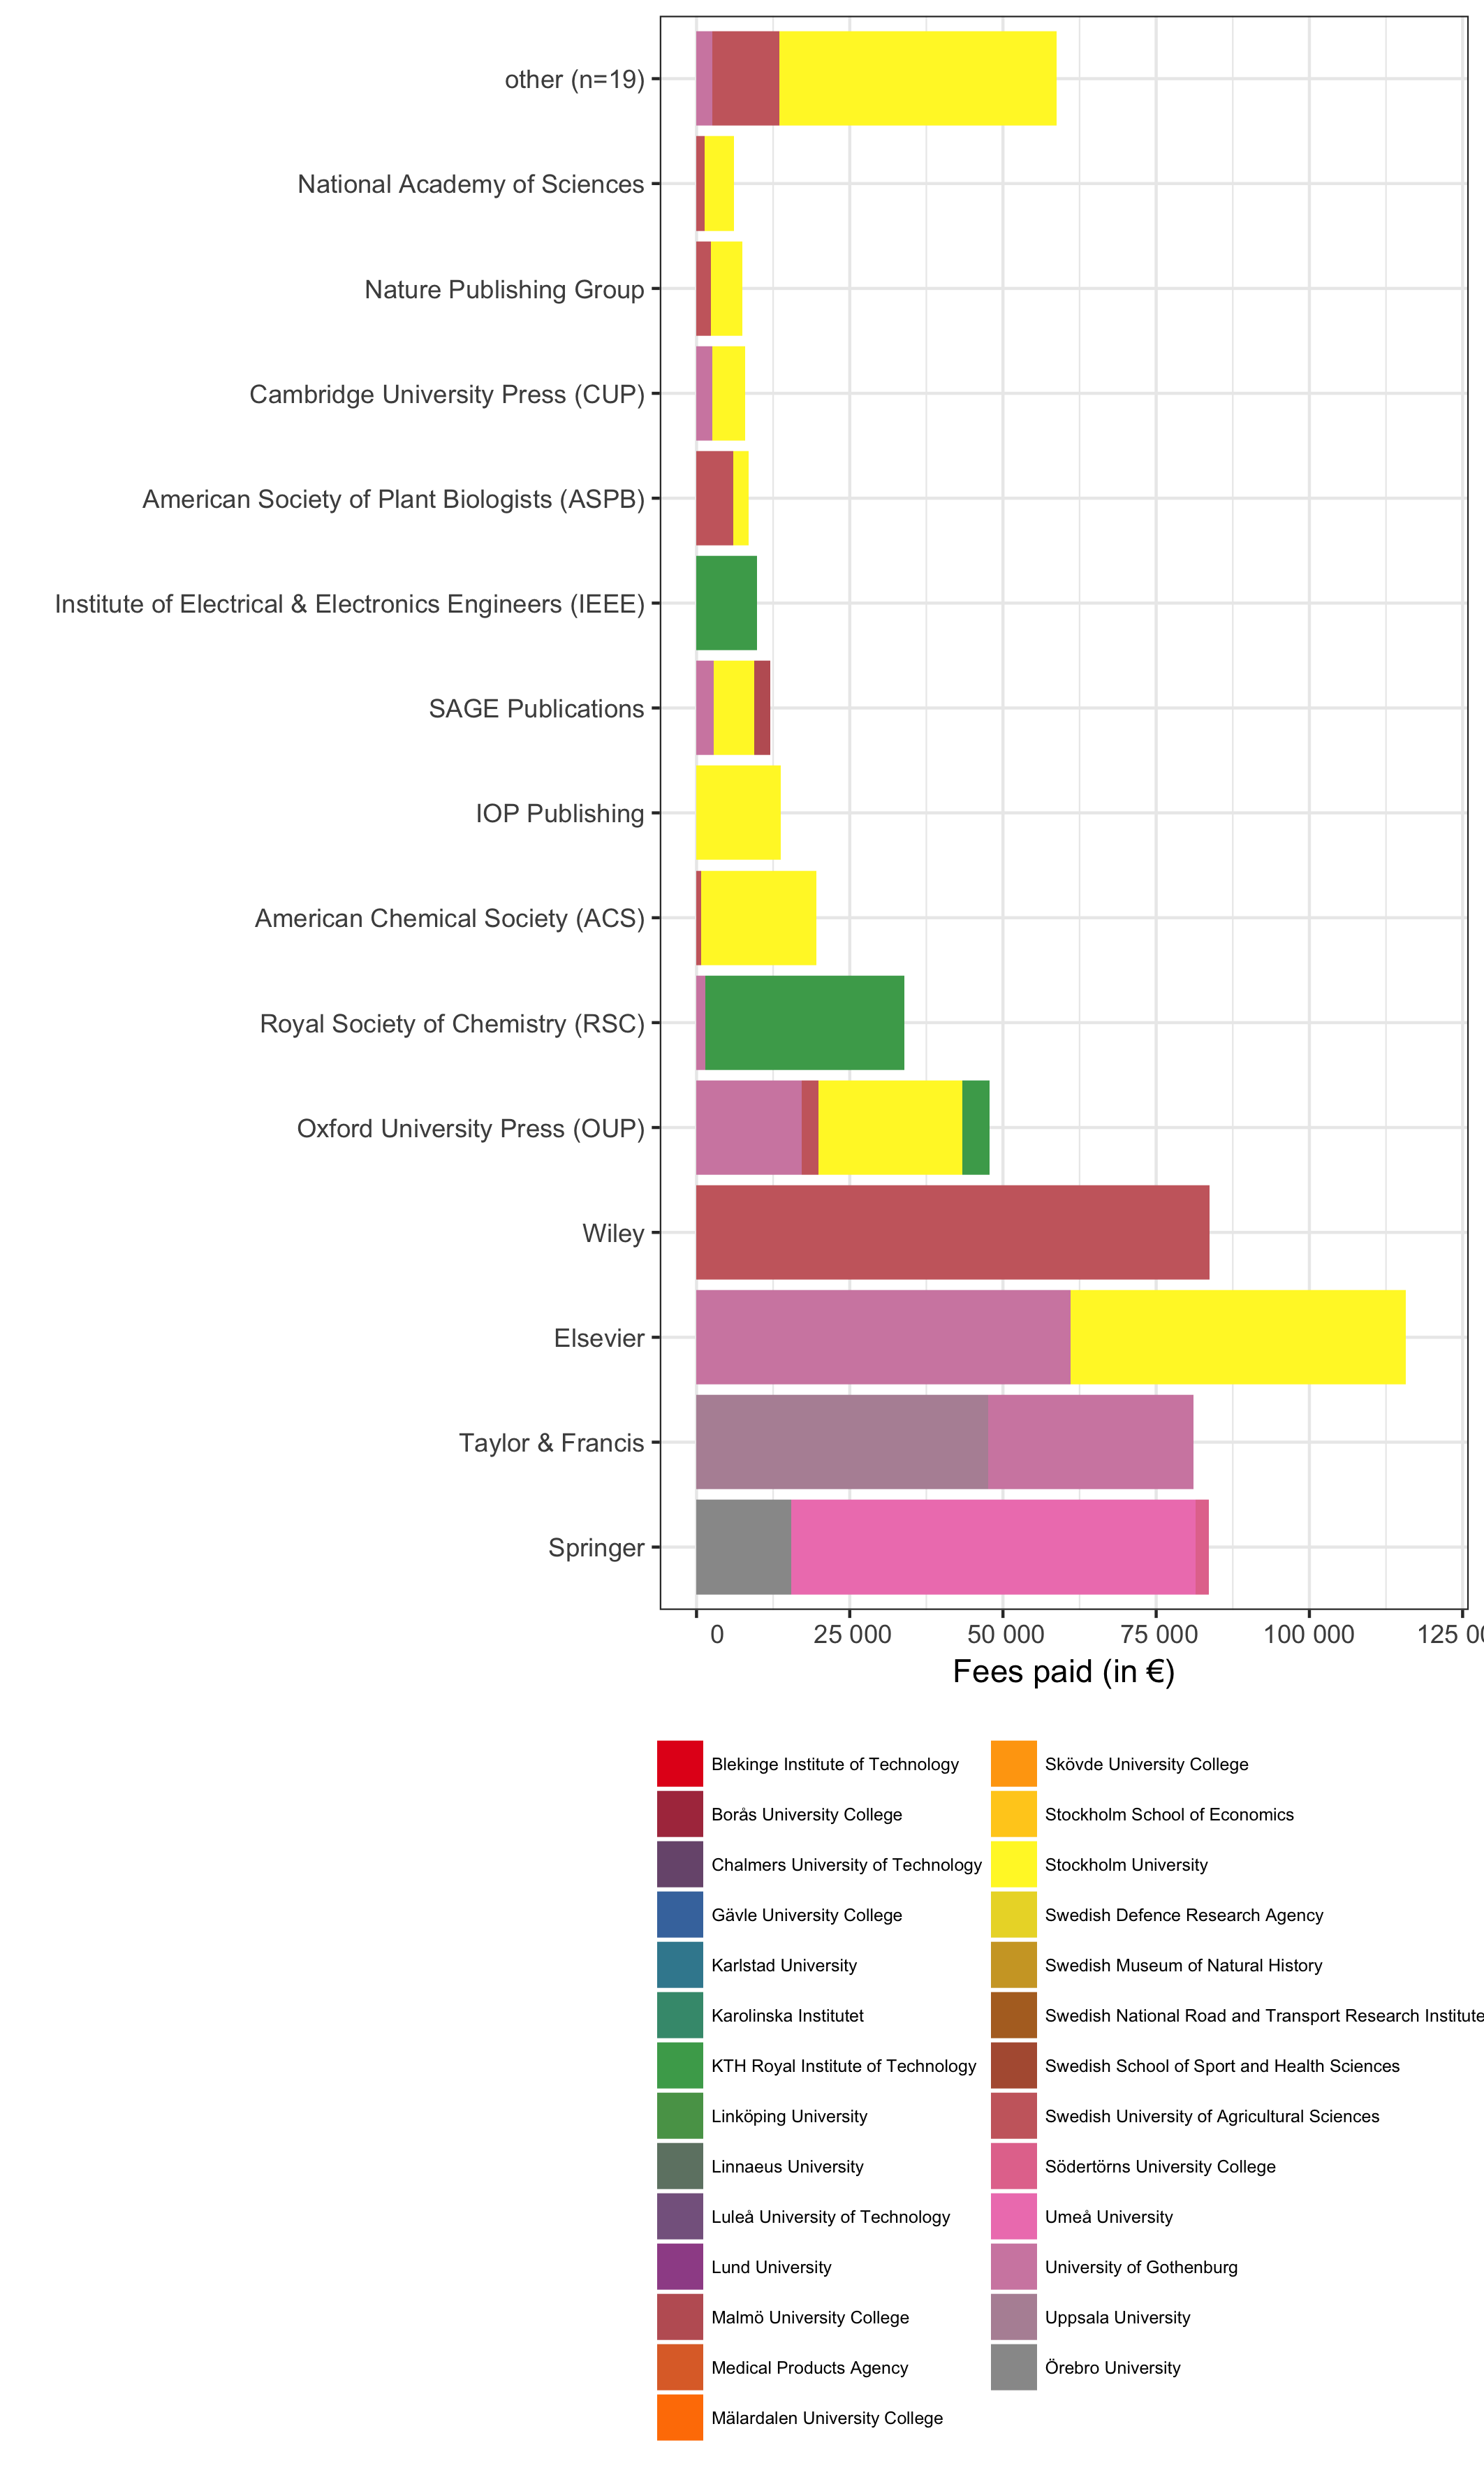 other (n=19)
National Academy of Sciences
Nature Publishing Group
Cambridge University Press (CUP)
American Society of Plant Biologists (ASPB)
Institute of Electrical & Electronics Engineers (IEEE)
SAGE Publications
IOP Publishing
American Chemical Society (ACS)
Royal Society of Chemistry (RSC)
Oxford University Press (OUP)
Wiley
Elsevier
Taylor & Francis
Springer
0 25 000 50 000 75 000 100 000 125 00
Fees paid (in €)
Blekinge Institute of Technology
Borås University College
Chalmers University of Technology
Gävle University College
Karlstad University
Karolinska Institutet
KTH Royal Institute of Technology
Linköping University
Linnaeus University
Luleå University of Technology
Lund University
Malmö University College
Medical Products Agency
Mälardalen University College
Skövde University College
Stockholm School of Economics
Stockholm University
Swedish Defence Research Agency
Swedish Museum of Natural History
Swedish National Road and Transport Research Institute
Swedish School of Sport and Health Sciences
Swedish University of Agricultural Sciences
Södertörns University College
Umeå University
University of Gothenburg
Uppsala University
Örebro University